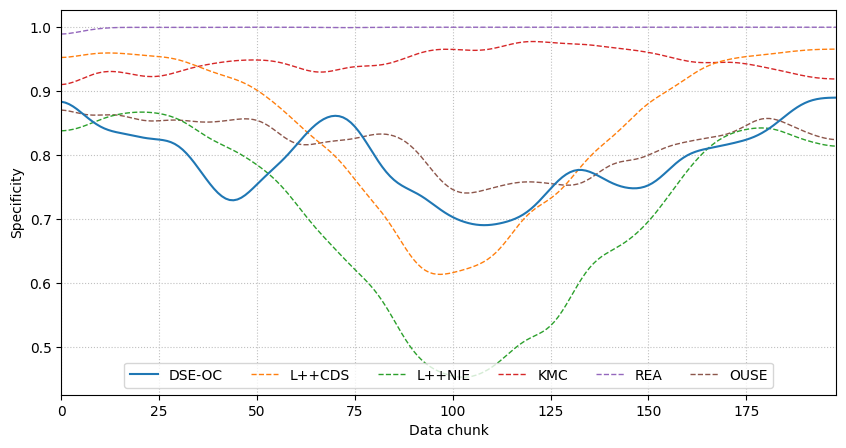 1.0
0.9
0.8
0.7
0.6
0.5
Specificity
DSE-OC L++CDS L++NIE KMC REA OUSE
0 25 50 75 100 125 150 175
Data chunk